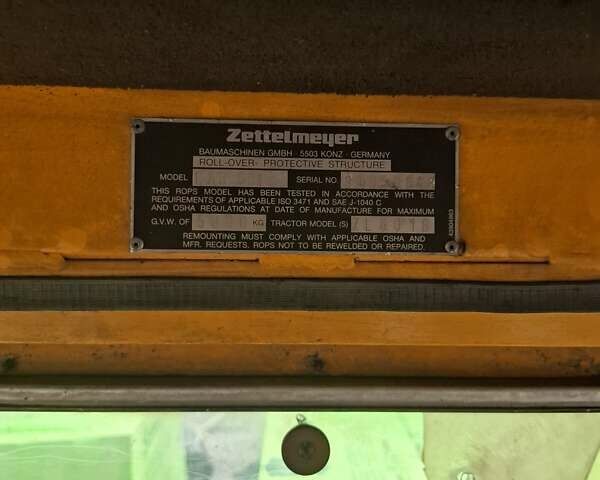 Zettelmeyer
BAUMASCHINEN GMBH · 5503 KONZ · GERMANY
ROLL-OVER- PROTECTIVE STRUCTURE
MODEL SERIAL NO
THIS ROPS MODEL HAS BEEN TESTED IN ACCORDANCE WITH THE
REQUIREMENTS OF APPLICABLE ISO 3471 AND SAE J-1040 C
AND OSHA REGULATIONS AT DATE OF MANUFACTURE FOR MAXIMUM
G.V.W. OF KG TRACTOR MODEL (S)
REMOUNTING MUST COMPLY WITH APPLICABLE OSHA AND
MFR. REQUESTS. ROPS NOT TO BE REWELDED OR REPAIRED.